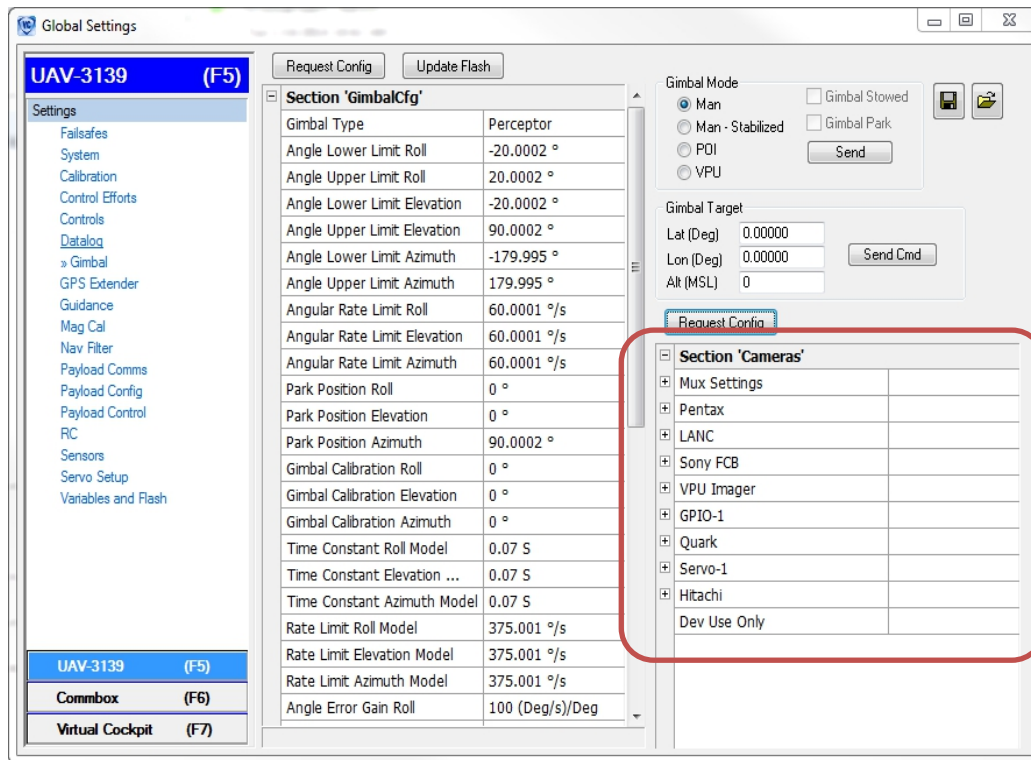 Global Settings
UAV-3139 (F5)
Settings
Failsafes
System
Calibration
Control Efforts
Controls
Datalog
» Gimbal
GPS Extender
Guidance
Mag Cal
Nav Filter
Payload Comms
Payload Config
Payload Control
RC
Sensors
Servo Setup
Variables and Flash
UAV-3139 (F5)
Commbox (F6)
Virtual Cockpit (F7)
Request Config Update Flash
Section 'GimbalCfg'
Gimbal Type Perceptor
Angle Lower Limit Roll -20.0002 °
Angle Upper Limit Roll 20.0002 °
Angle Lower Limit Elevation -20.0002 °
Angle Upper Limit Elevation 90.0002 °
Angle Lower Limit Azimuth -179.995 °
Angle Upper Limit Azimuth 179.995 °
Angular Rate Limit Roll 60.0001 °/s
Angular Rate Limit Elevation 60.0001 °/s
Angular Rate Limit Azimuth 60.0001 °/s
Park Position Roll 0 °
Park Position Elevation 0 °
Park Position Azimuth 90.0002 °
Gimbal Calibration Roll 0 °
Gimbal Calibration Elevation 0 °
Gimbal Calibration Azimuth 0 °
Time Constant Roll Model 0.07 S
Time Constant Elevation ... 0.07 S
Time Constant Azimuth Model 0.07 S
Rate Limit Roll Model 375.001 °/s
Rate Limit Elevation Model 375.001 °/s
Rate Limit Azimuth Model 375.001 °/s
Angle Error Gain Roll 100 (Deg/s)/Deg
Gimbal Mode
Man Gimbal Stowed
Man - Stabilized Gimbal Park
POI Send
VPU
Gimbal Target
Lat (Deg) 0.00000
Lon (Deg) 0.00000 Send Cmd
Alt (MSL) 0
Request Config
Section 'Cameras'
Mux Settings
Pentax
LANC
Sony FCB
VPU Imager
GPIO-1
Quark
Servo-1
Hitachi
Dev Use Only